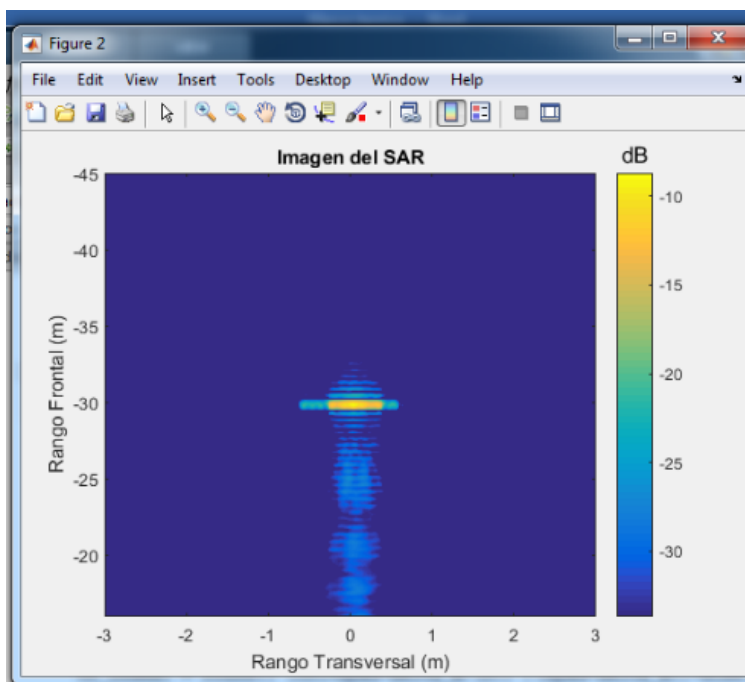 Figure 2
File Edit View Insert Tools Desktop Window Help
Imagen del SAR
dB
-45
-40
-35
-30
-25
-20
Rango Frontal (m)
-3 -2 -1 0 1 2 3
Rango Transversal (m)
-10
-15
-20
-25
-30